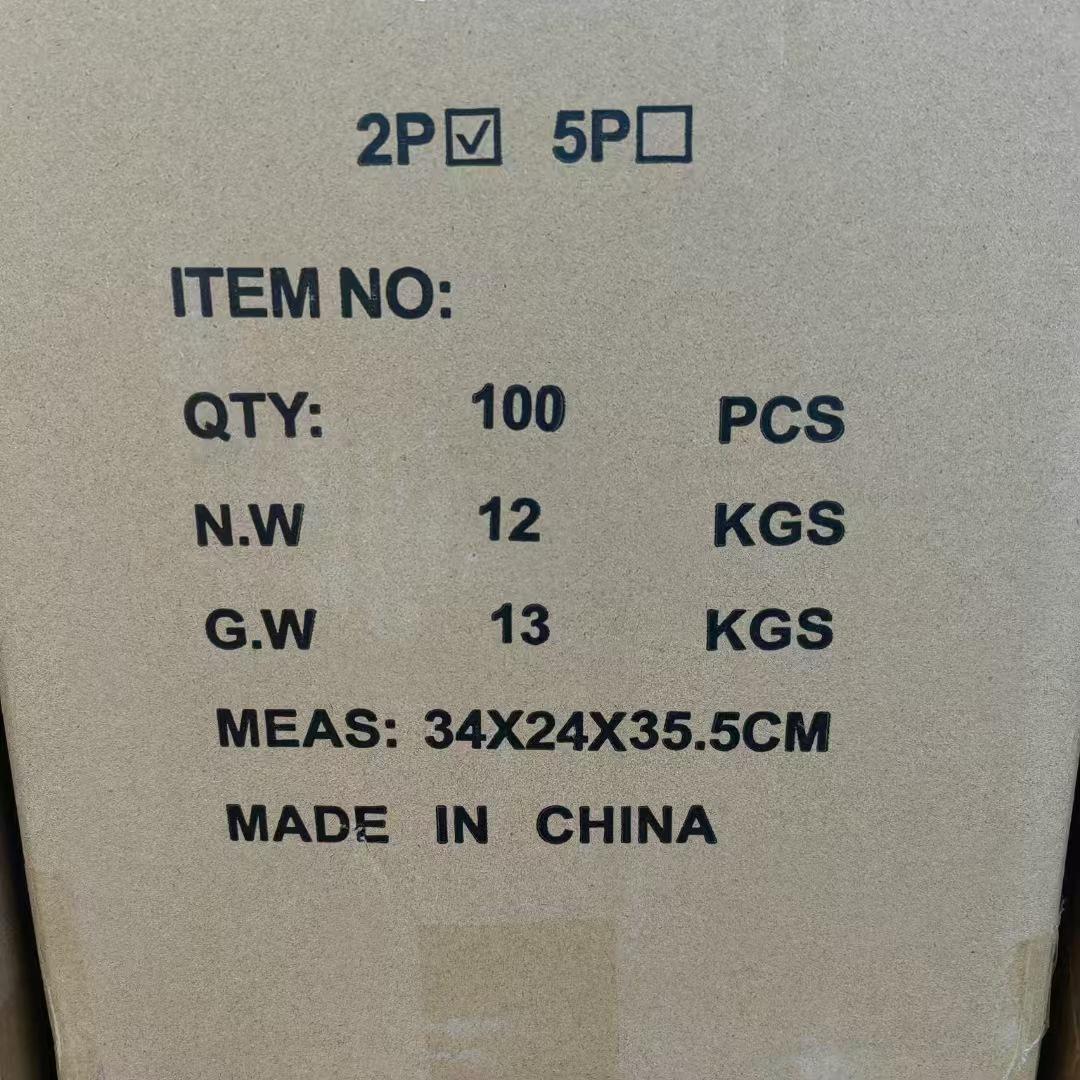 2P☑ 5P☐
ITEM NO:
QTY: 100 PCS
N.W 12 KGS
G.W 13 KGS
MEAS: 34X24X35.5CM
MADE IN CHINA